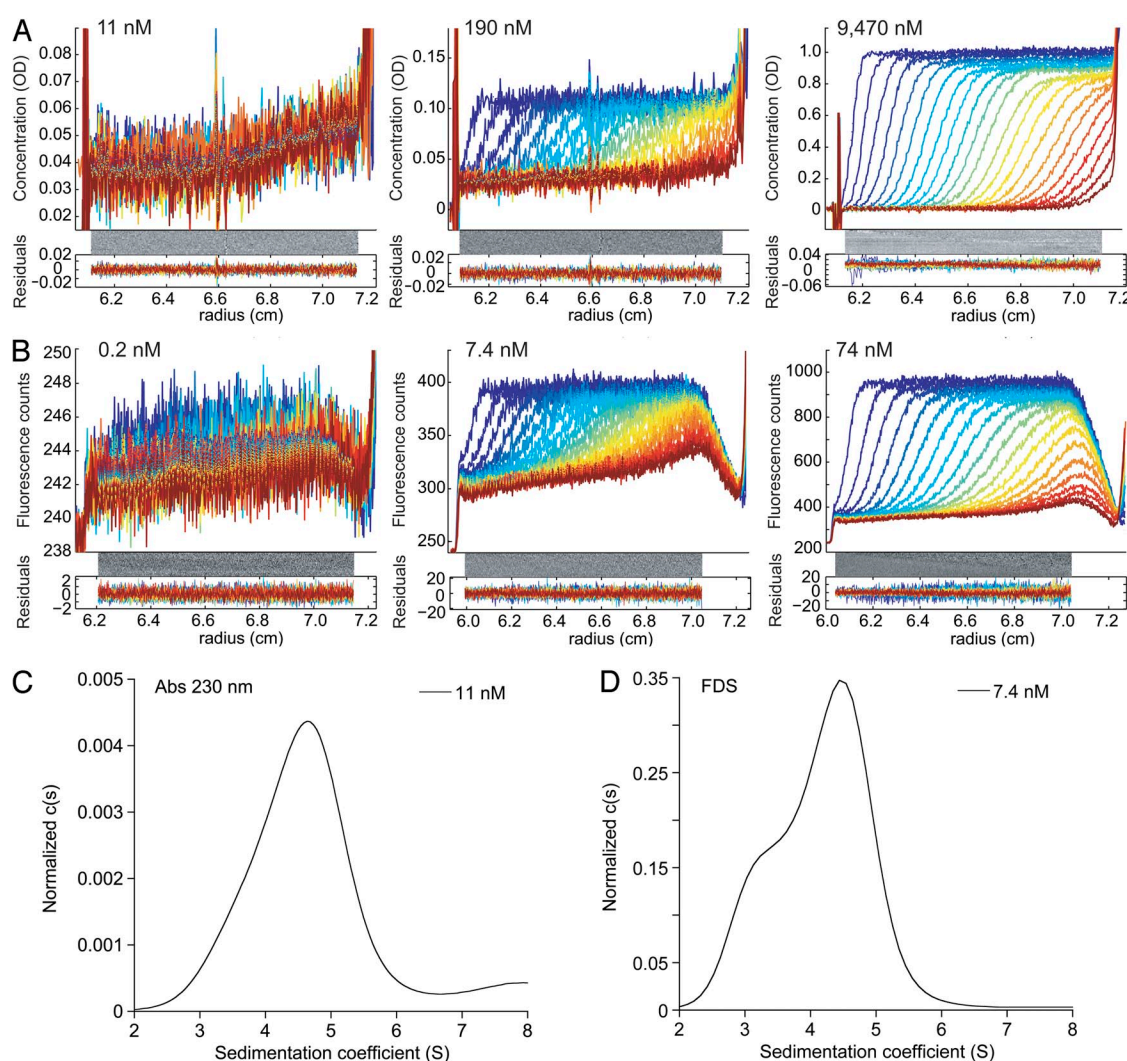 A
11 nM
190 nM
9,470 nM
Concentration (OD)
0.08
0.07
0.06
0.05
0.04
0.03
0.02
Concentration (OD)
0.15
0.10
0.05
0
Concentration (OD)
1.0
0.8
0.6
0.4
0.2
0
Residuals
0.02
0
−0.02
Residuals
0.02
0
−0.02
Residuals
0.04
−0.06
6.2 6.4 6.6 6.8 7.0 7.2
6.2 6.4 6.6 6.8 7.0 7.2
6.2 6.4 6.6 6.8 7.0 7.2
radius (cm)
radius (cm)
radius (cm)
B
0.2 nM
7.4 nM
74 nM
Fluorescence counts
250
248
246
244
242
240
238
Fluorescence counts
400
350
300
250
Fluorescence counts
1000
800
600
400
200
Residuals
2
0
−2
Residuals
20
0
−20
Residuals
20
0
−20
6.2 6.4 6.6 6.8 7.0 7.2
6.0 6.2 6.4 6.6 6.8 7.0 7.2
6.0 6.2 6.4 6.6 6.8 7.0 7.2
radius (cm)
radius (cm)
radius (cm)
C
Abs 230 nm
11 nM
Normalized c(s)
0.005
0.004
0.003
0.002
0.001
0
2 3 4 5 6 7 8
Sedimentation coefficient (S)
D
FDS
7.4 nM
Normalized c(s)
0.35
0.25
0.15
0.05
0
2 3 4 5 6 7 8
Sedimentation coefficient (S)